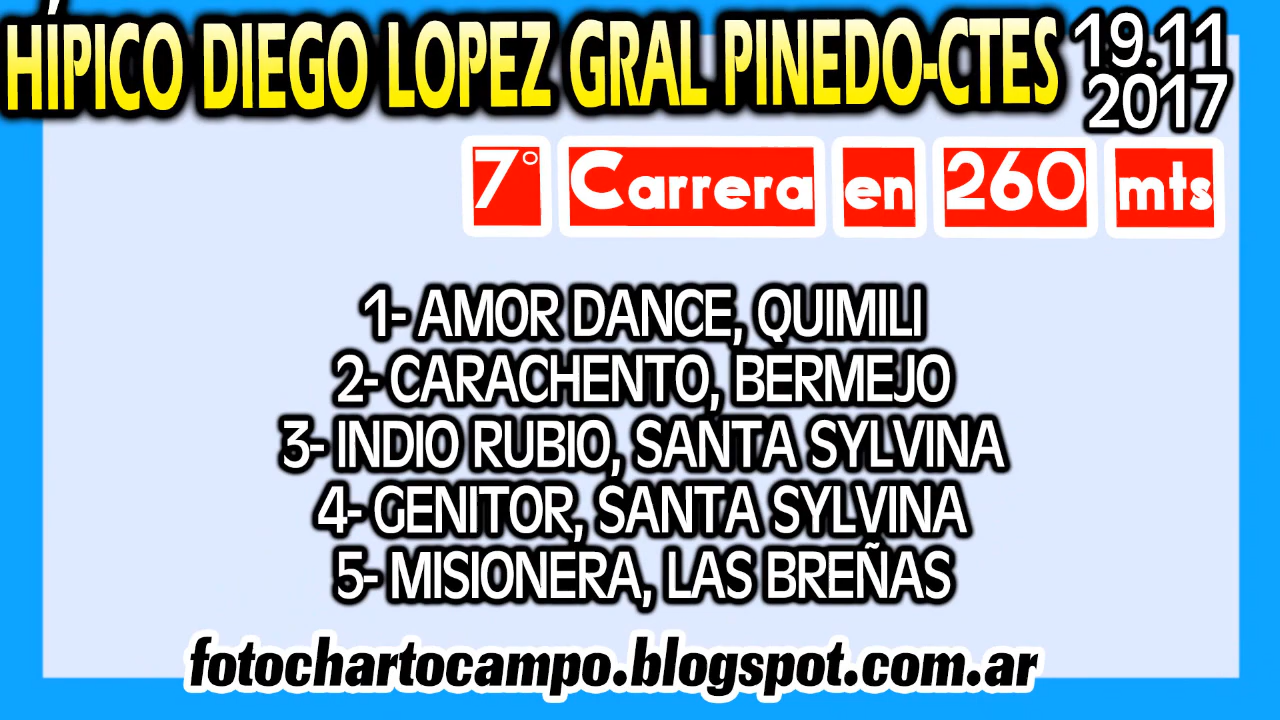 HÍPICO DIEGO LOPEZ GRAL PINEDO-CTES
19.11
2017
7° Carrera en 260 mts
1- AMOR DANCE, QUIMILI
2- CARACHENTO, BERMEJO
3- INDIO RUBIO, SANTA SYLVINA
4- GENITOR, SANTA SYLVINA
5- MISIONERA, LAS BREÑAS
fotochartocampo.blogspot.com.ar